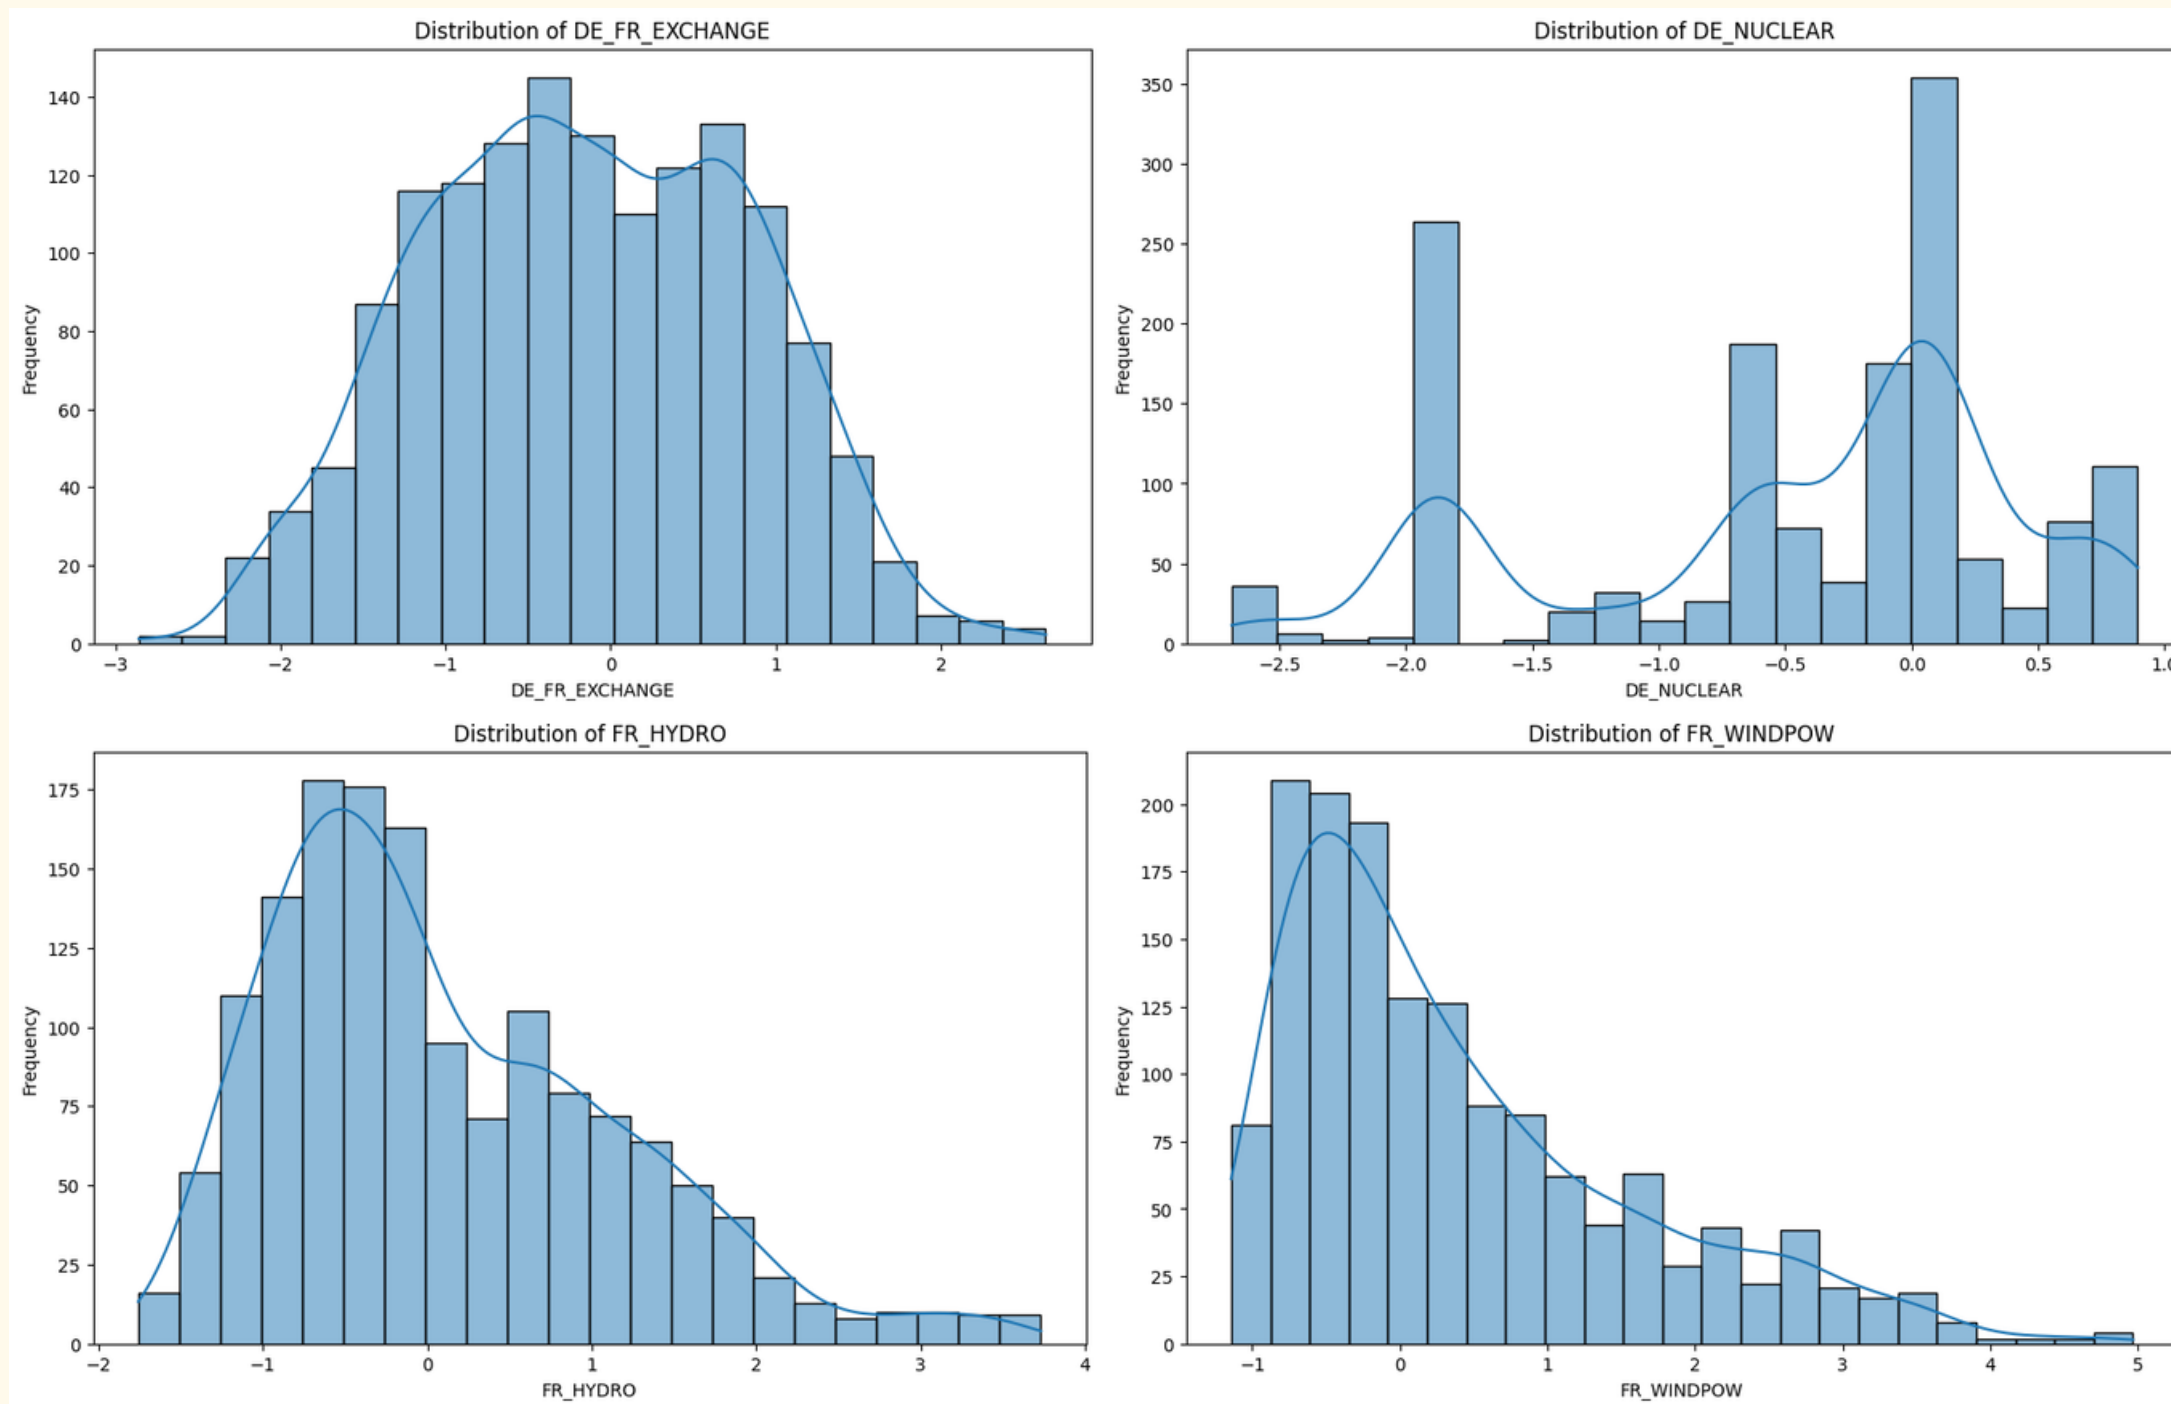 Distribution of DE_FR_EXCHANGE
Frequency
140
120
100
80
60
40
20
0
−3 −2 −1 0 1 2
DE_FR_EXCHANGE
Distribution of DE_NUCLEAR
Frequency
350
300
250
200
150
100
50
0
−2.5 −2.0 −1.5 −1.0 −0.5 0.0 0.5 1.0
DE_NUCLEAR
Distribution of FR_HYDRO
Frequency
175
150
125
100
75
50
25
0
−2 −1 0 1 2 3 4
FR_HYDRO
Distribution of FR_WINDPOW
Frequency
200
175
150
125
100
75
50
25
0
−1 0 1 2 3 4 5
FR_WINDPOW